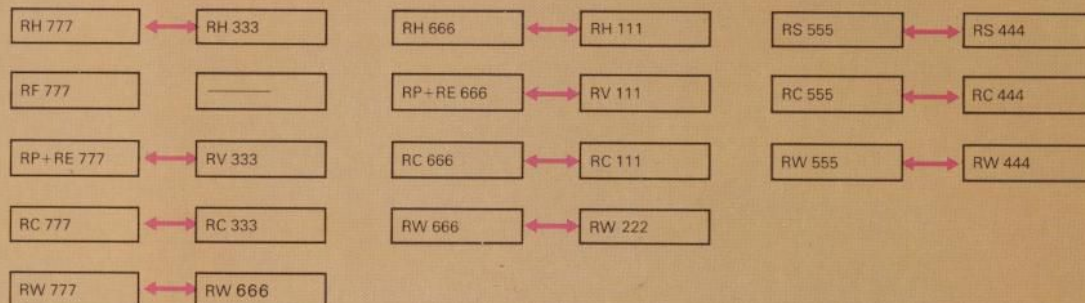 RH 777 RH 333
RF 777
RP+RE 777 RV 333
RC 777 RC 333
RW 777 RW 666
RH 666 RH 111
RP+RE 666 RV 111
RC 666 RC 111
RW 666 RW 222
RS 555 RS 444
RC 555 RC 444
RW 555 RW 444